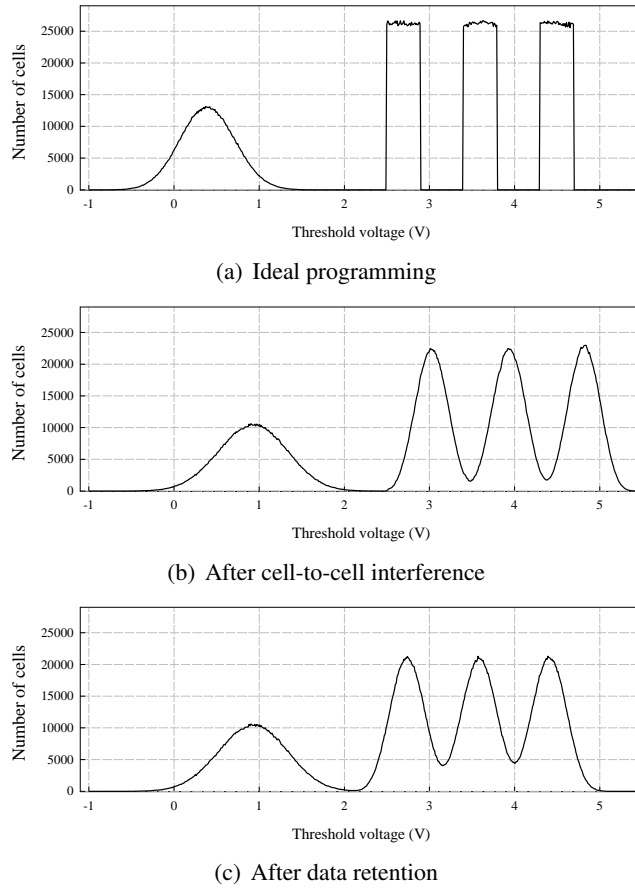 Number of cells
25000
20000
15000
10000
5000
0
-1 0 1 2 3 4 5
Threshold voltage (V)
(a) Ideal programming
Number of cells
25000
20000
15000
10000
5000
0
-1 0 1 2 3 4 5
Threshold voltage (V)
(b) After cell-to-cell interference
Number of cells
25000
20000
15000
10000
5000
0
-1 0 1 2 3 4 5
Threshold voltage (V)
(c) After data retention